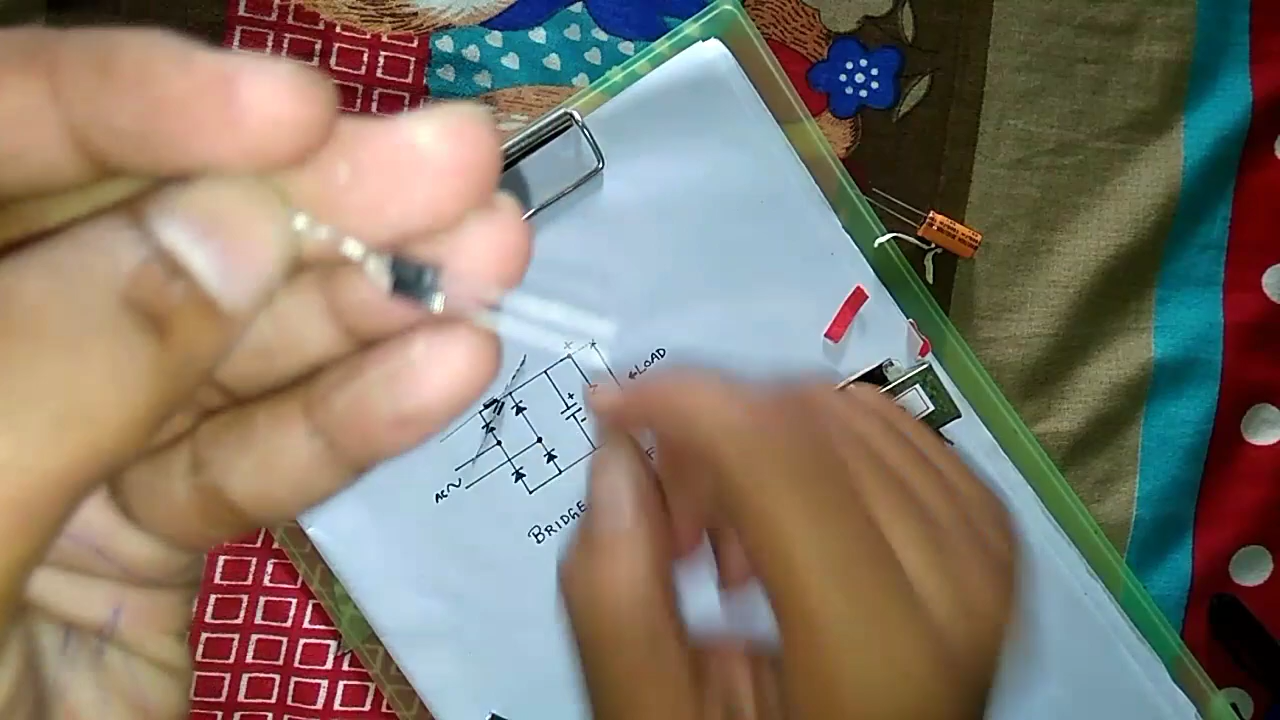 +
←LOAD
+
-
AC~
BRIDGE